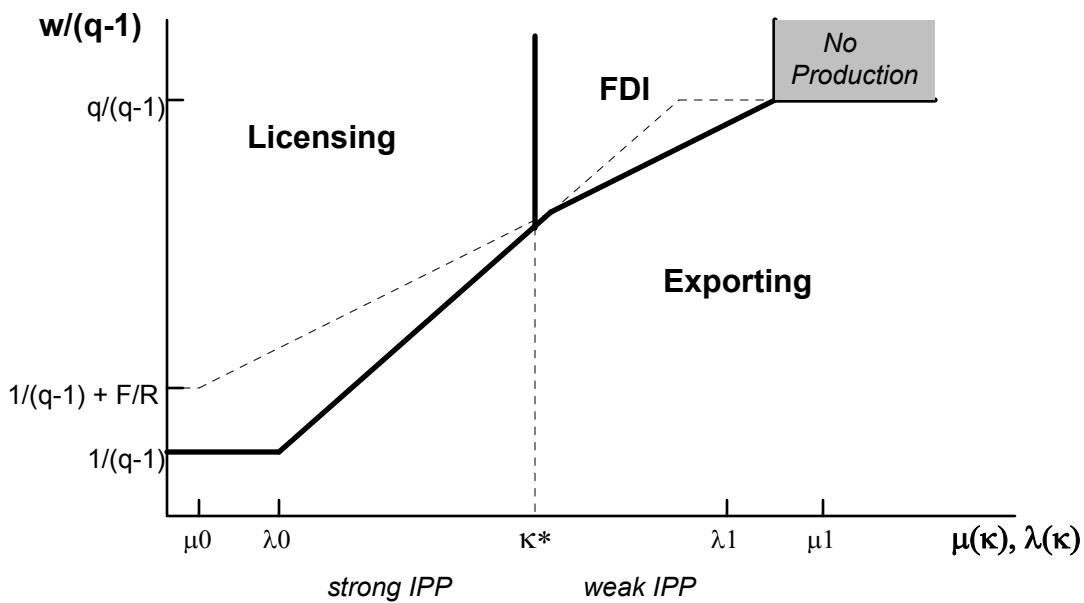 w/(q-1)
No
Production
FDI
q/(q-1)
Licensing
Exporting
1/(q-1) + F/R
1/(q-1)
μ0
λ0
κ*
λ1
μ1
μ(κ), λ(κ)
strong IPP
weak IPP